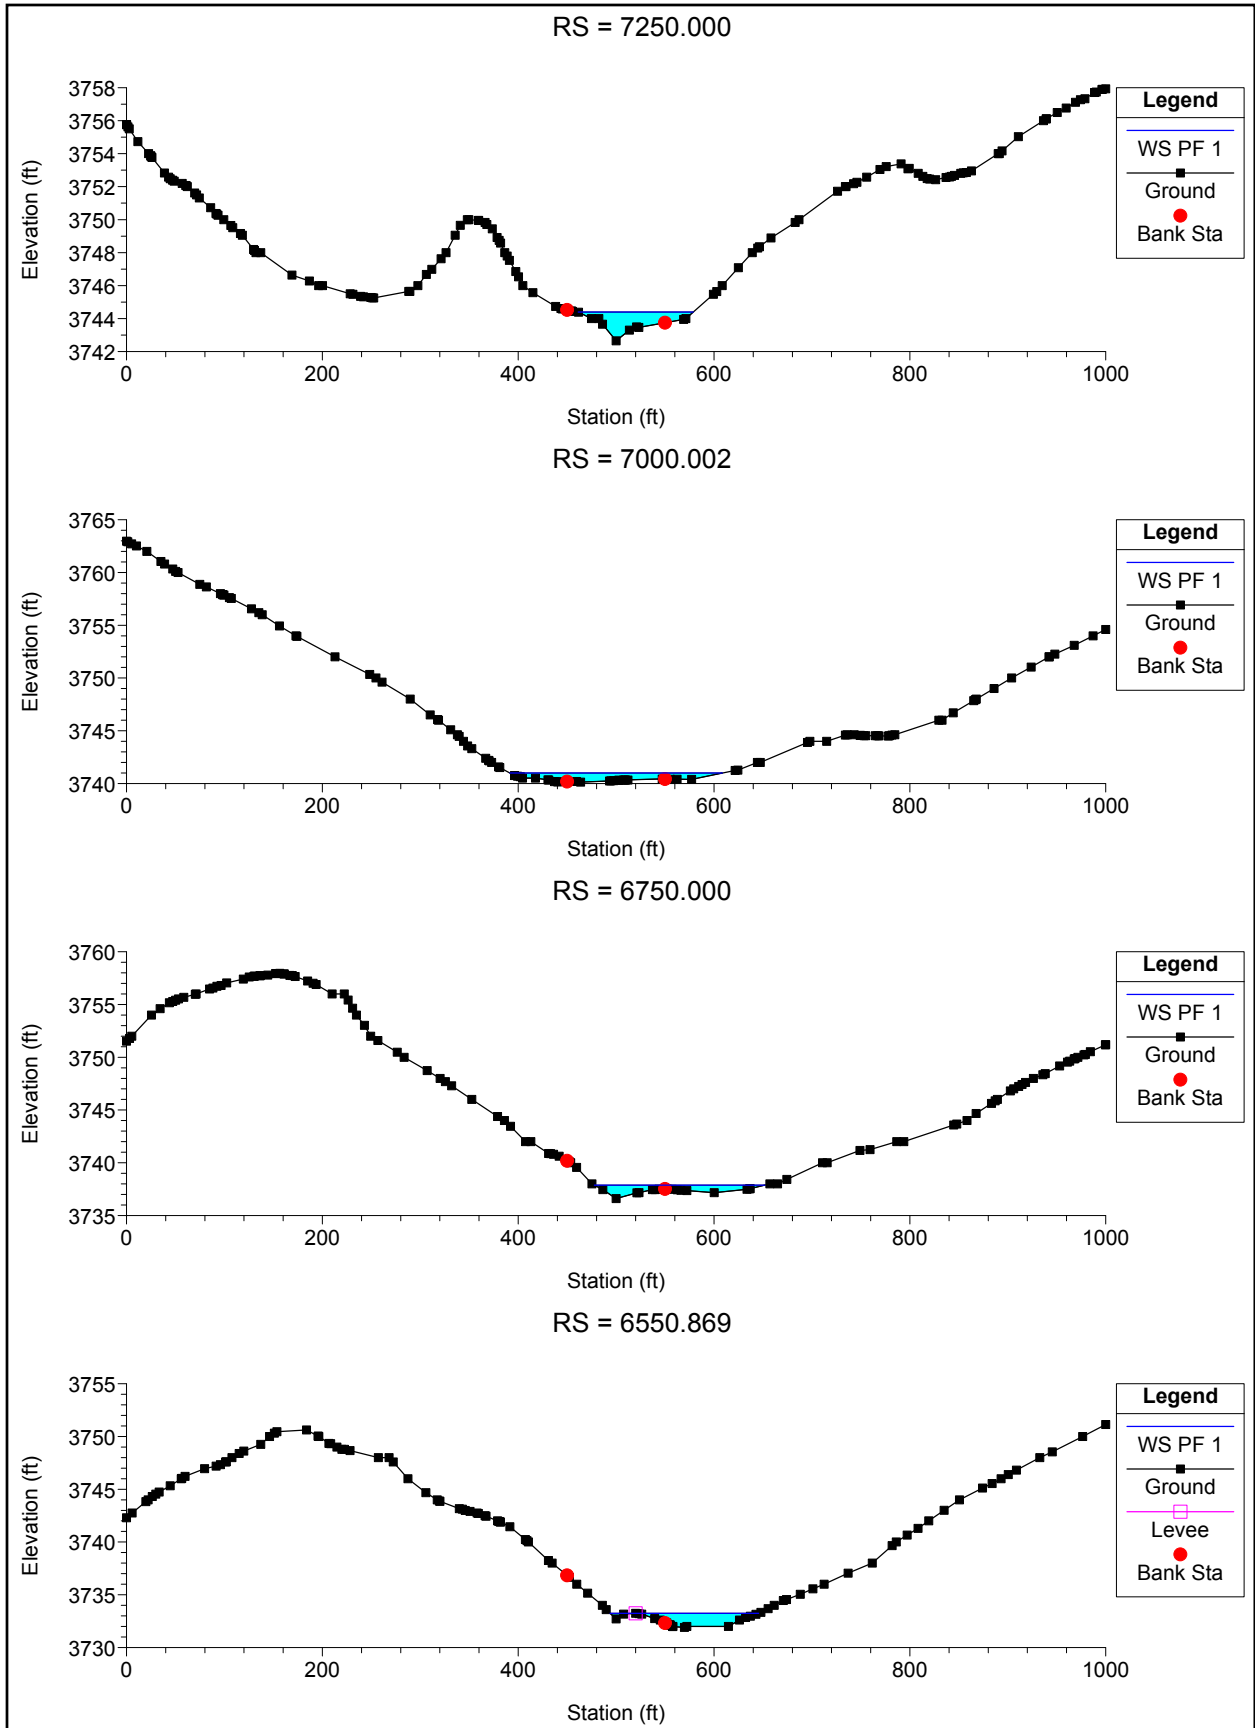 RS = 7250.000
3758
3756
3754
3752
3750
3748
3746
3744
3742
Elevation (ft)
0
200
400
600
800
1000
Station (ft)
Legend
WS PF 1
Ground
Bank Sta
RS = 7000.002
3765
3760
3755
3750
3745
3740
Elevation (ft)
0
200
400
600
800
1000
Station (ft)
Legend
WS PF 1
Ground
Bank Sta
RS = 6750.000
3760
3755
3750
3745
3740
3735
Elevation (ft)
0
200
400
600
800
1000
Station (ft)
Legend
WS PF 1
Ground
Bank Sta
RS = 6550.869
3755
3750
3745
3740
3735
3730
Elevation (ft)
0
200
400
600
800
1000
Station (ft)
Legend
WS PF 1
Ground
Levee
Bank Sta